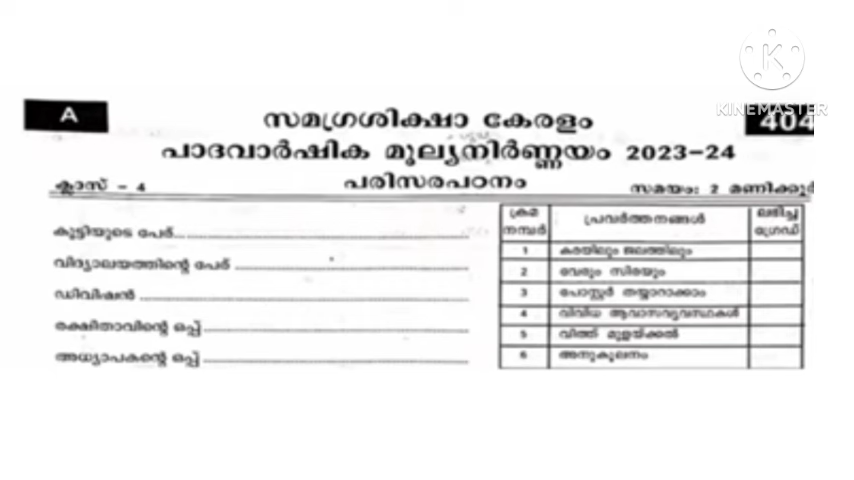 KINEMASTER
A
404
സമഗ്രശിക്ഷാ കേരളം
പാദവാർഷിക മൂല്യനിർണ്ണയം 2023-24
ക്ലാസ് - 4
പരിസരപഠനം
സമയം: 2 മണിക്കൂർ
കുട്ടിയുടെ പേര്
വിദ്യാലയത്തിന്റെ പേര്
ഡിവിഷൻ
രക്ഷിതാവിന്റെ ഒപ്പ്
അധ്യാപകന്റെ ഒപ്പ്
ക്രമ നമ്പർ പ്രവർത്തനങ്ങൾ ലഭിച്ച ഗ്രേഡ്
1 കരയിലും ജലത്തിലും
2 വേരും സിരയും
3 പോസ്റ്റർ തയ്യാറാക്കാം
4 വിവിധ ആവാസവ്യവസ്ഥകൾ
5 വിത്ത് മുളയ്ക്കൽ
6 അനുകൂലനം